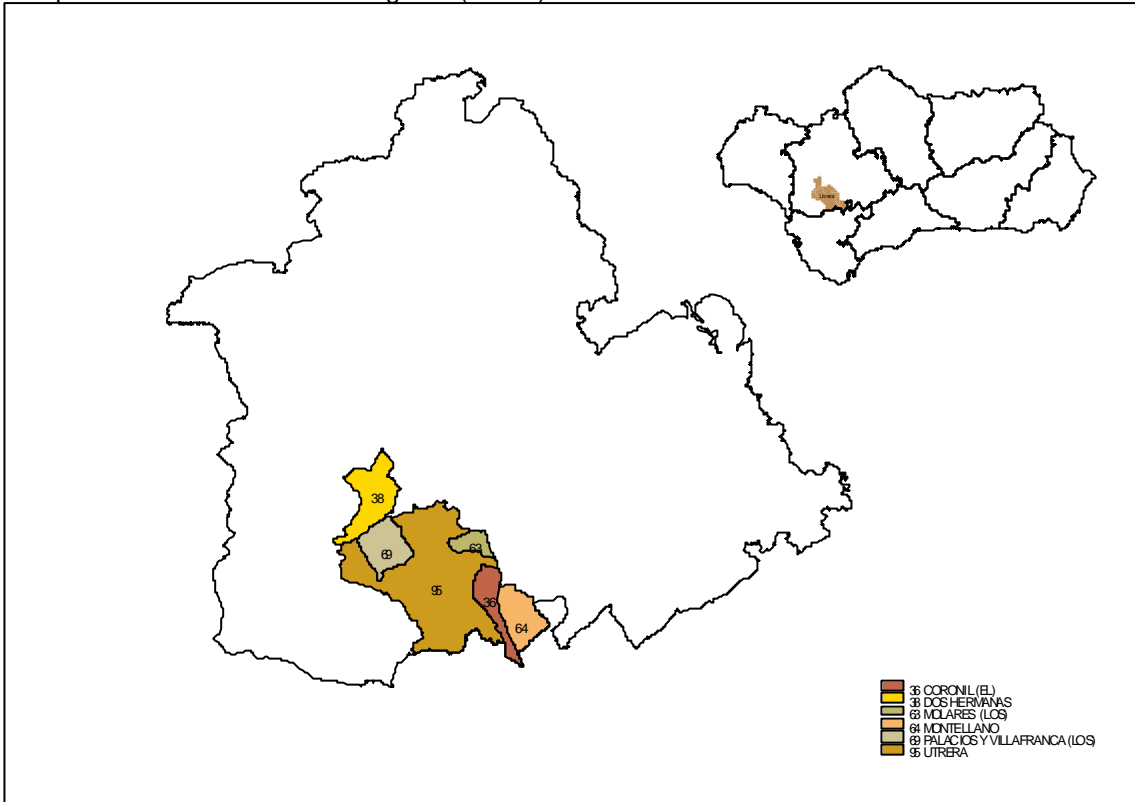 Utrera
38
63
69
95
36
64
36 CORONIL (EL)
38 DOS HERMANAS
63 MOLARES (LOS)
64 MONTELLANO
69 PALACIOS Y VILLAFRANCA (LOS)
95 UTRERA